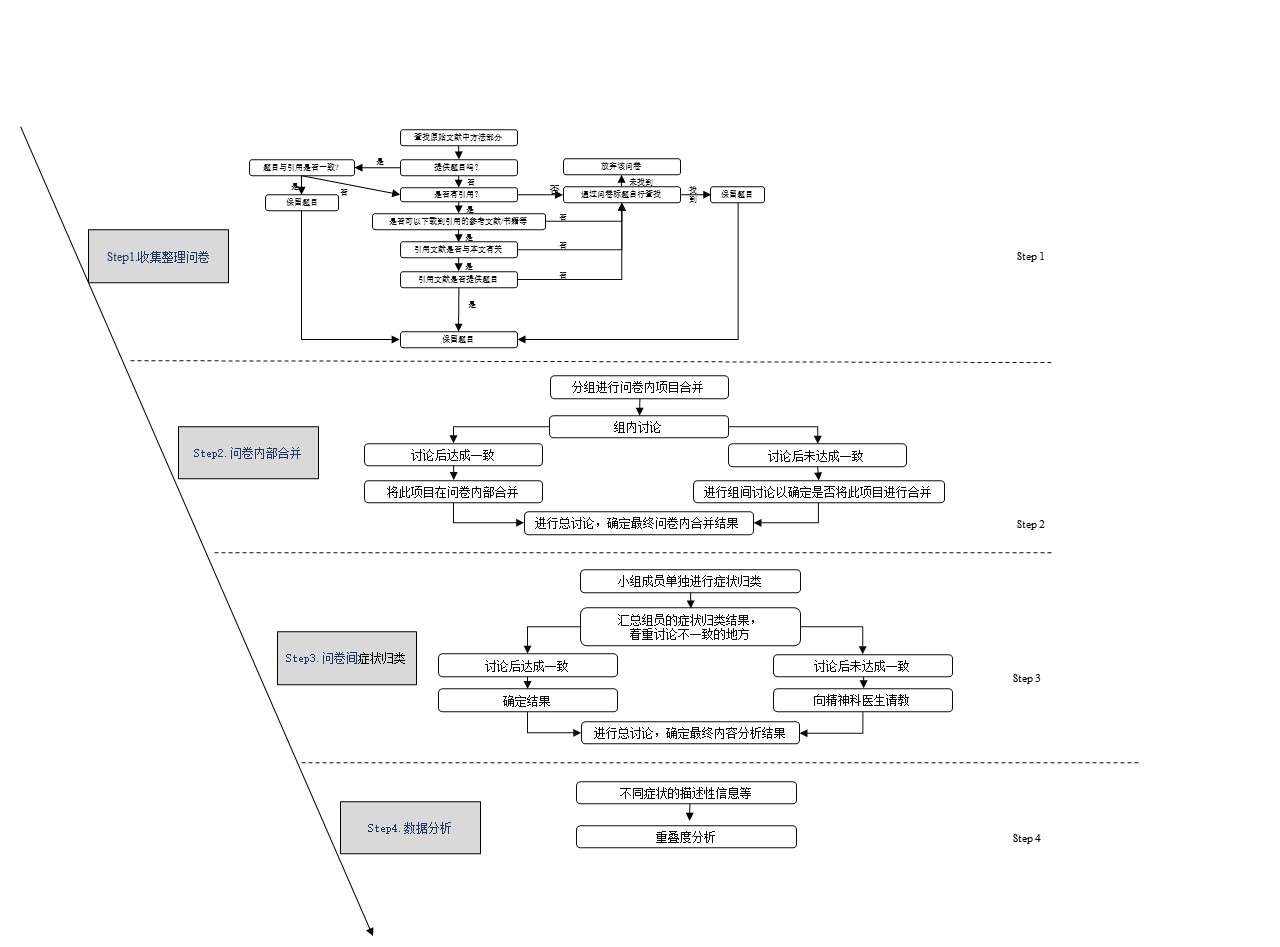 查找原始文献中方法部分
题目与引用是否一致?
是
提供题目吗?
放弃该问卷
是
否
否
未找到
保留题目
是否有引用?
否
通过问卷标题自行查找
找到
保留题目
是
是否可以下载到引用的参考文献/书籍等
否
是
引用文献是否与本文有关
否
是
引用文献是否提供题目
否
是
保留题目
Step1.收集整理问卷
Step 1
分组进行问卷内项目合并
组内讨论
讨论后达成一致
讨论后未达成一致
Step2.问卷内部合并
将此项目在问卷内部合并
进行组间讨论以确定是否将此项目进行合并
进行总讨论，确定最终问卷内合并结果
Step 2
小组成员单独进行症状归类
汇总组员的症状归类结果，
着重讨论不一致的地方
Step3.问卷间症状归类
讨论后达成一致
讨论后未达成一致
Step 3
确定结果
向精神科医生请教
进行总讨论，确定最终内容分析结果
不同症状的描述性信息等
Step4.数据分析
重叠度分析
Step 4